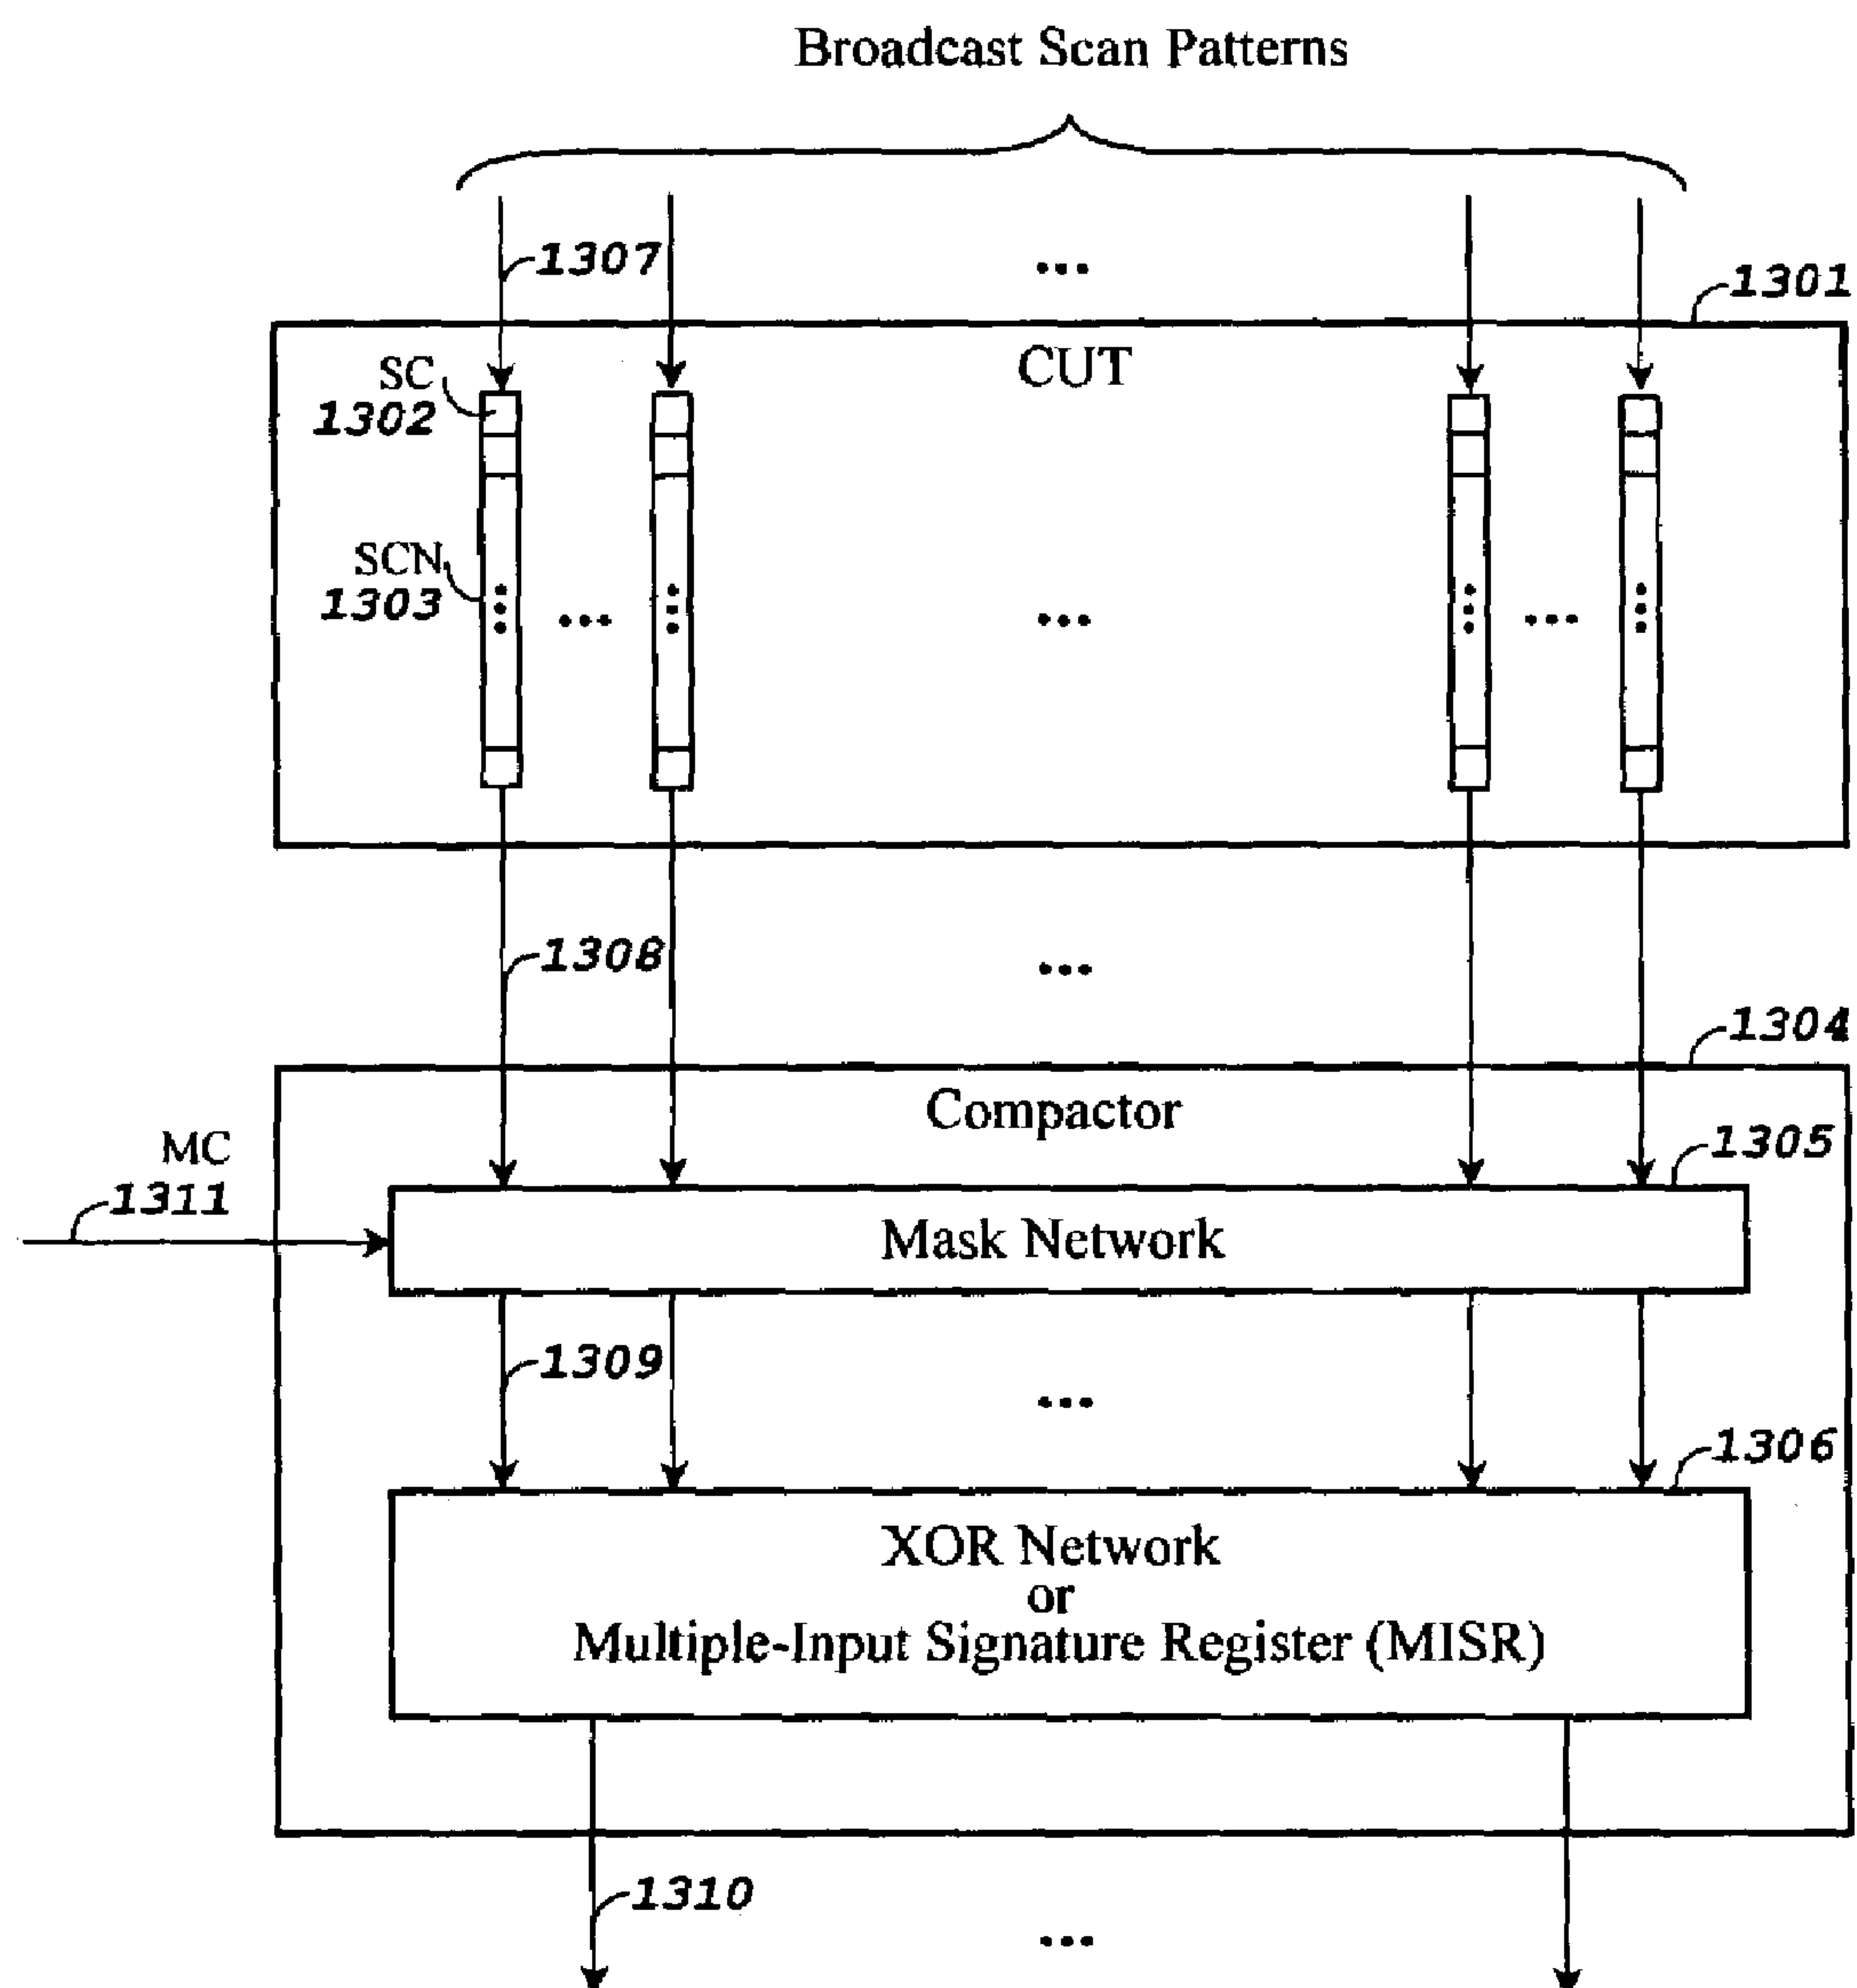 Broadcast Scan Patterns
1307
1301
CUT
SC
1302
SCN
1303
1308
1304
Compactor
MC
1311
1305
Mask Network
1309
1306
XOR Network
or
Multiple-Input Signature Register (MISR)
1310